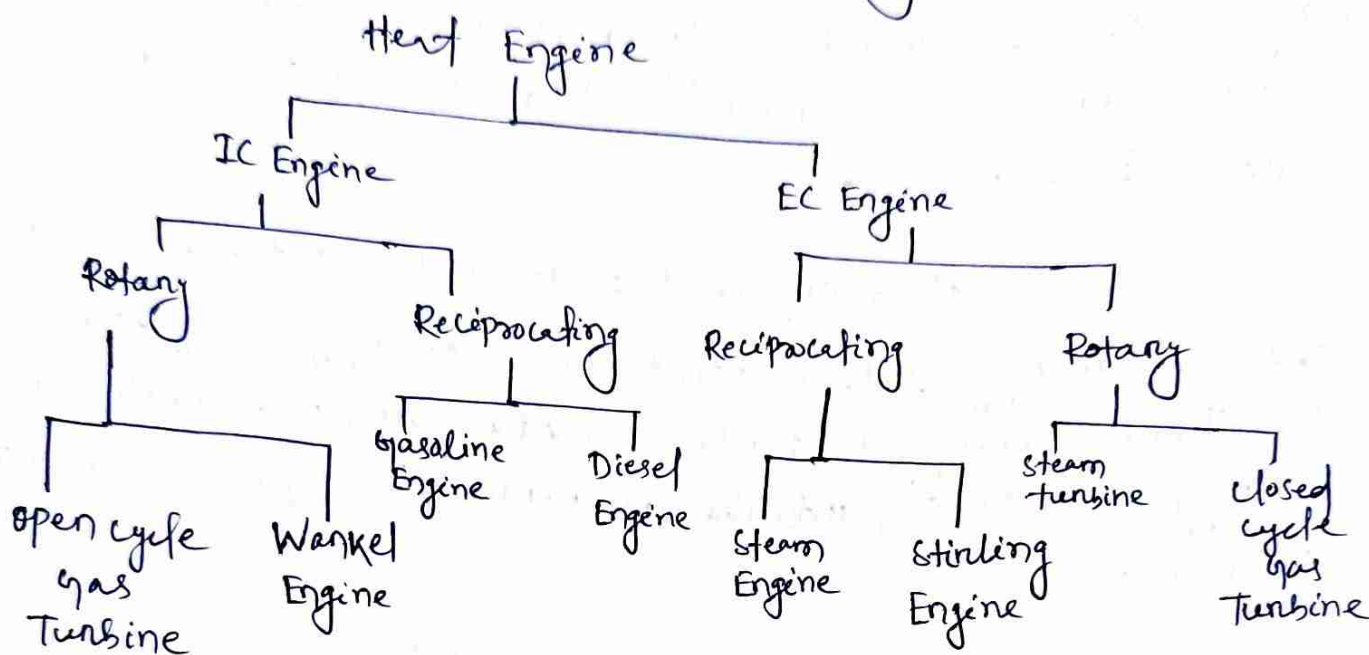 Heat Engine
IC Engine
EC Engine
Rotary
Reciprocating
Reciprocating
Rotary
Gasoline
Engine
Diesel
Engine
Steam
turbine
Closed
cycle
gas
Turbine
Open cycle
gas
Turbine
Wankel
Engine
Steam
Engine
Stirling
Engine